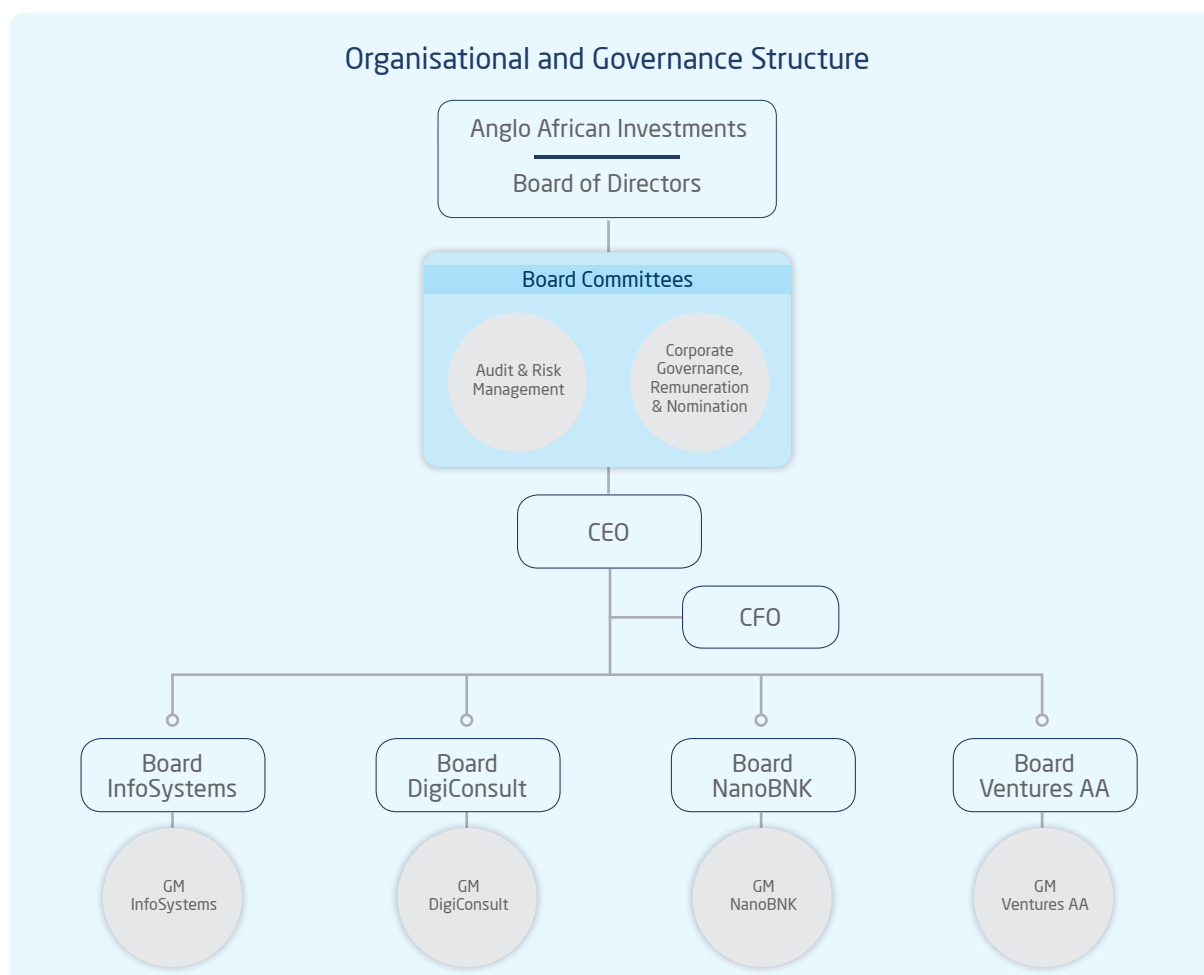 Organisational and Governance Structure
Anglo African Investments
Board of Directors
Board Committees
Audit & Risk
Management
Corporate
Governance,
Remuneration
& Nomination
CEO
CFO
Board
InfoSystems
Board
DigiConsult
Board
NanoBNK
Board
Ventures AA
GM
InfoSystems
GM
DigiConsult
GM
NanoBNK
GM
Ventures AA